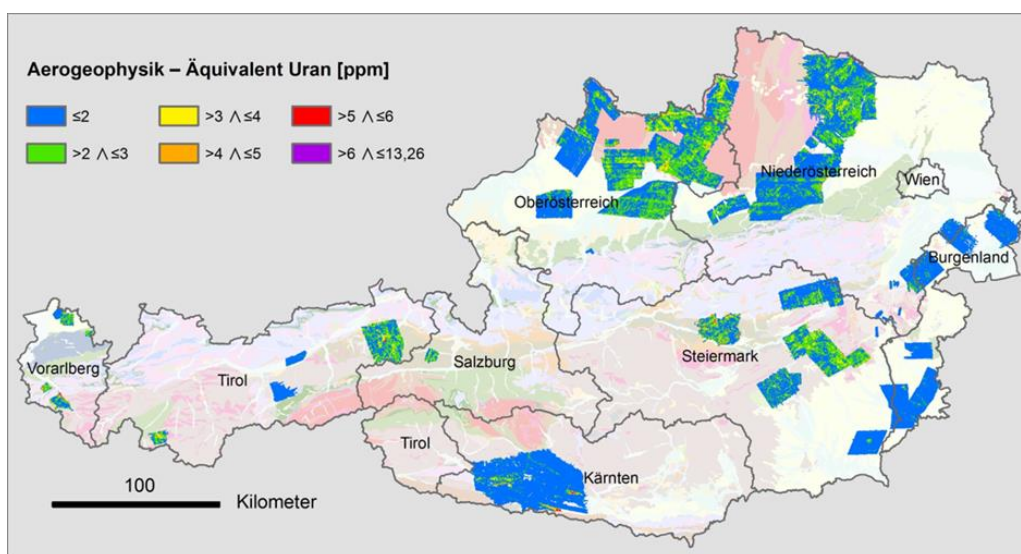 Aerogeophysik – Äquivalent Uran [ppm]
≤2
>3 ∧ ≤4
>5 ∧ ≤6
>2 ∧ ≤3
>4 ∧ ≤5
>6 ∧ ≤13,26
Niederösterreich
Wien
Oberösterreich
Burgenland
Vorarlberg
Tirol
Salzburg
Steiermark
Tirol
Kärnten
100
Kilometer